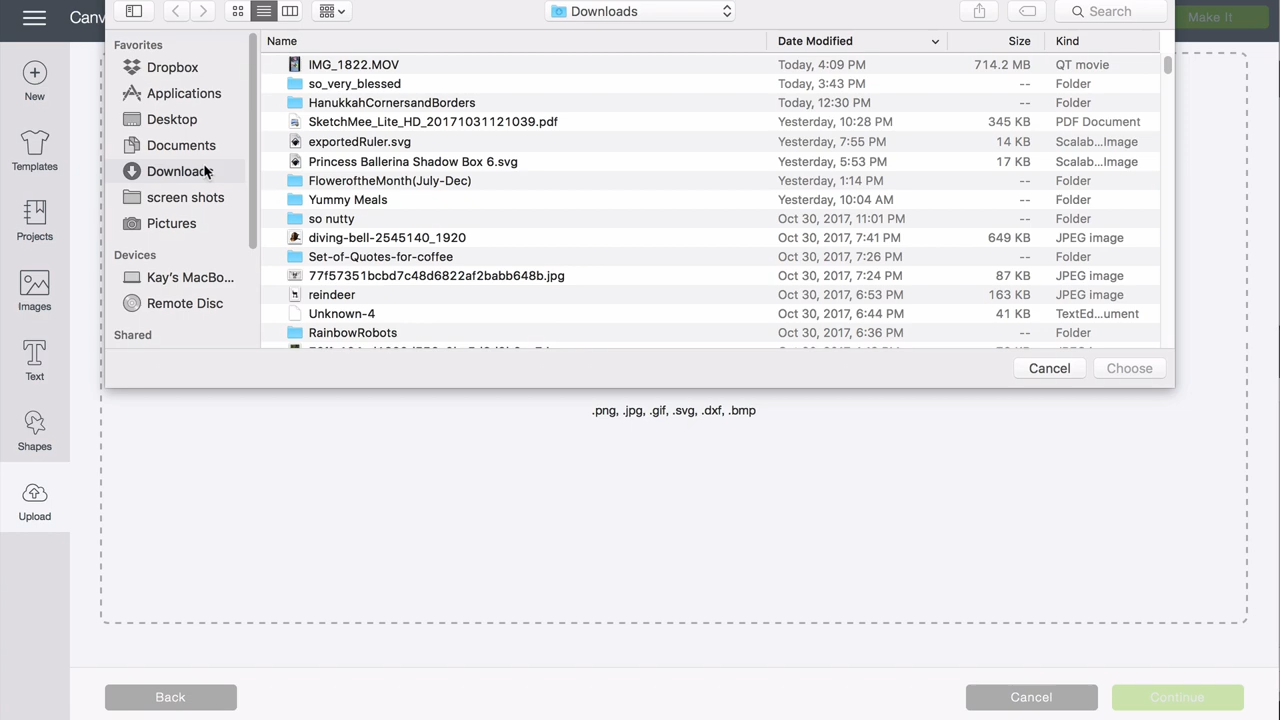 Canv
Downloads
Search
Make It
Favorites
Dropbox
Applications
Desktop
Documents
Downloads
screen shots
Pictures
Devices
Kay's MacBo...
Remote Disc
Shared
Name Date Modified Size Kind
IMG_1822.MOV Today, 4:09 PM 714.2 MB QT movie
so_very_blessed Today, 3:43 PM -- Folder
HanukkahCornersandBorders Today, 12:30 PM -- Folder
SketchMee_Lite_HD_20171031121039.pdf Yesterday, 10:28 PM 345 KB PDF Document
exportedRuler.svg Yesterday, 7:55 PM 14 KB Scalab...Image
Princess Ballerina Shadow Box 6.svg Yesterday, 5:53 PM 17 KB Scalab...Image
FloweroftheMonth(July-Dec) Yesterday, 1:14 PM -- Folder
Yummy Meals Yesterday, 10:04 AM -- Folder
so nutty Oct 30, 2017, 11:01 PM -- Folder
diving-bell-2545140_1920 Oct 30, 2017, 7:41 PM 649 KB JPEG image
Set-of-Quotes-for-coffee Oct 30, 2017, 7:26 PM -- Folder
77f57351bcbd7c48d6822af2babb648b.jpg Oct 30, 2017, 7:24 PM 87 KB JPEG image
reindeer Oct 30, 2017, 6:53 PM 163 KB JPEG image
Unknown-4 Oct 30, 2017, 6:44 PM 41 KB TextEd...ument
RainbowRobots Oct 30, 2017, 6:36 PM -- Folder
Cancel Choose
New
Templates
Projects
Images
Text
Shapes
Upload
.png, .jpg, .gif, .svg, .dxf, .bmp
Back
Cancel
Continue